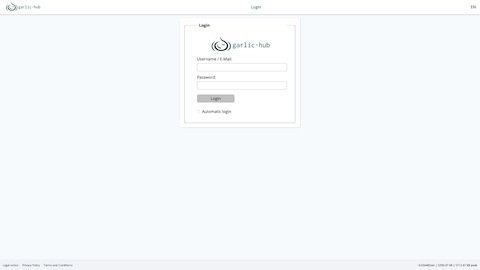 garlic-hub
Login
EN
Login
garlic-hub
Username / E-Mail:
Password:
Login
Automatic login
Legal notice
Privacy Policy
Terms and Conditions